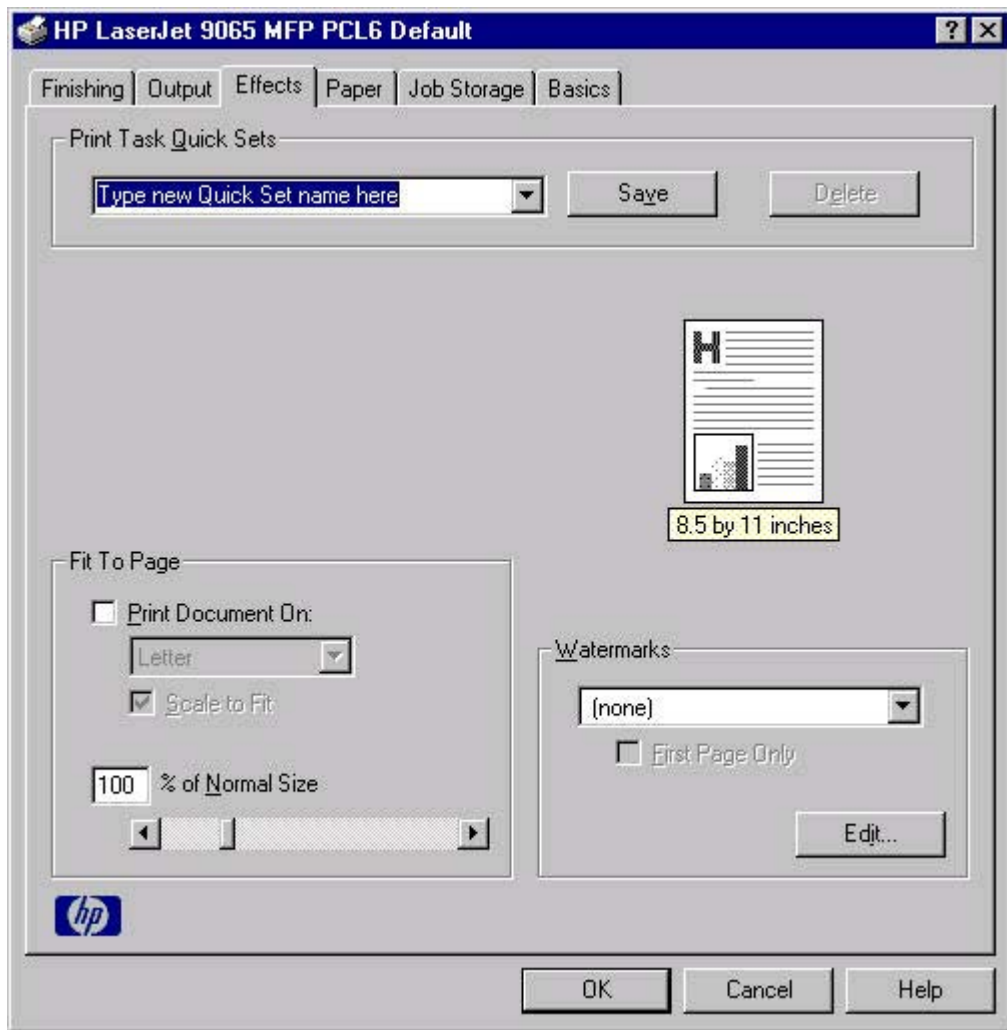 HP LaserJet 9065 MFP PCL6 Default
Finishing Output Effects Paper Job Storage Basics
Print Task Quick Sets
Type new Quick Set name here Save Delete
H
8.5 by 11 inches
Fit To Page
Print Document On:
Letter
Scale to Fit
100 % of Normal Size
Watermarks
(none)
First Page Only
Edit...
hp
OK Cancel Help